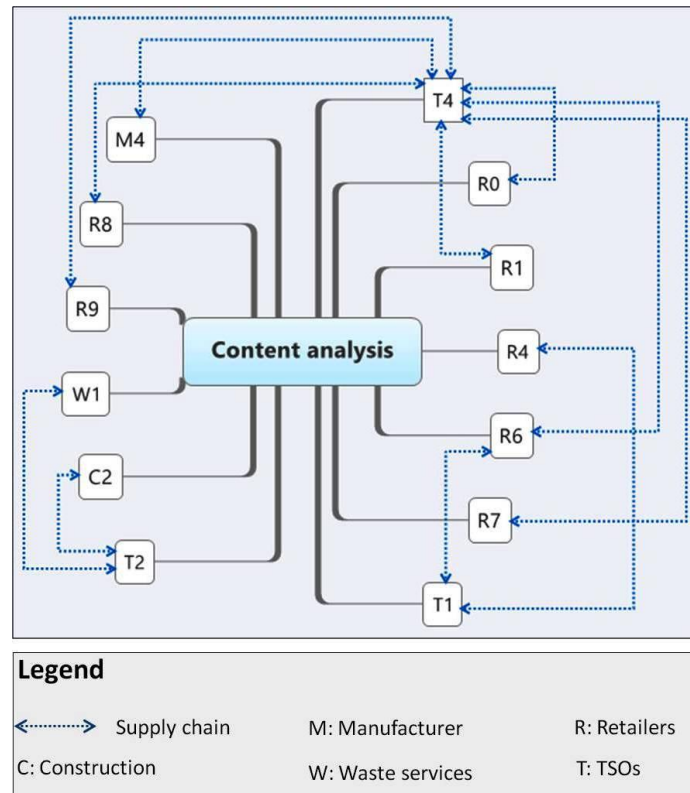 T4
M4
R0
R8
R1
R9
Content analysis
R4
W1
R6
C2
R7
T2
T1
Legend
Supply chain
M: Manufacturer
R: Retailers
C: Construction
W: Waste services
T: TSOs